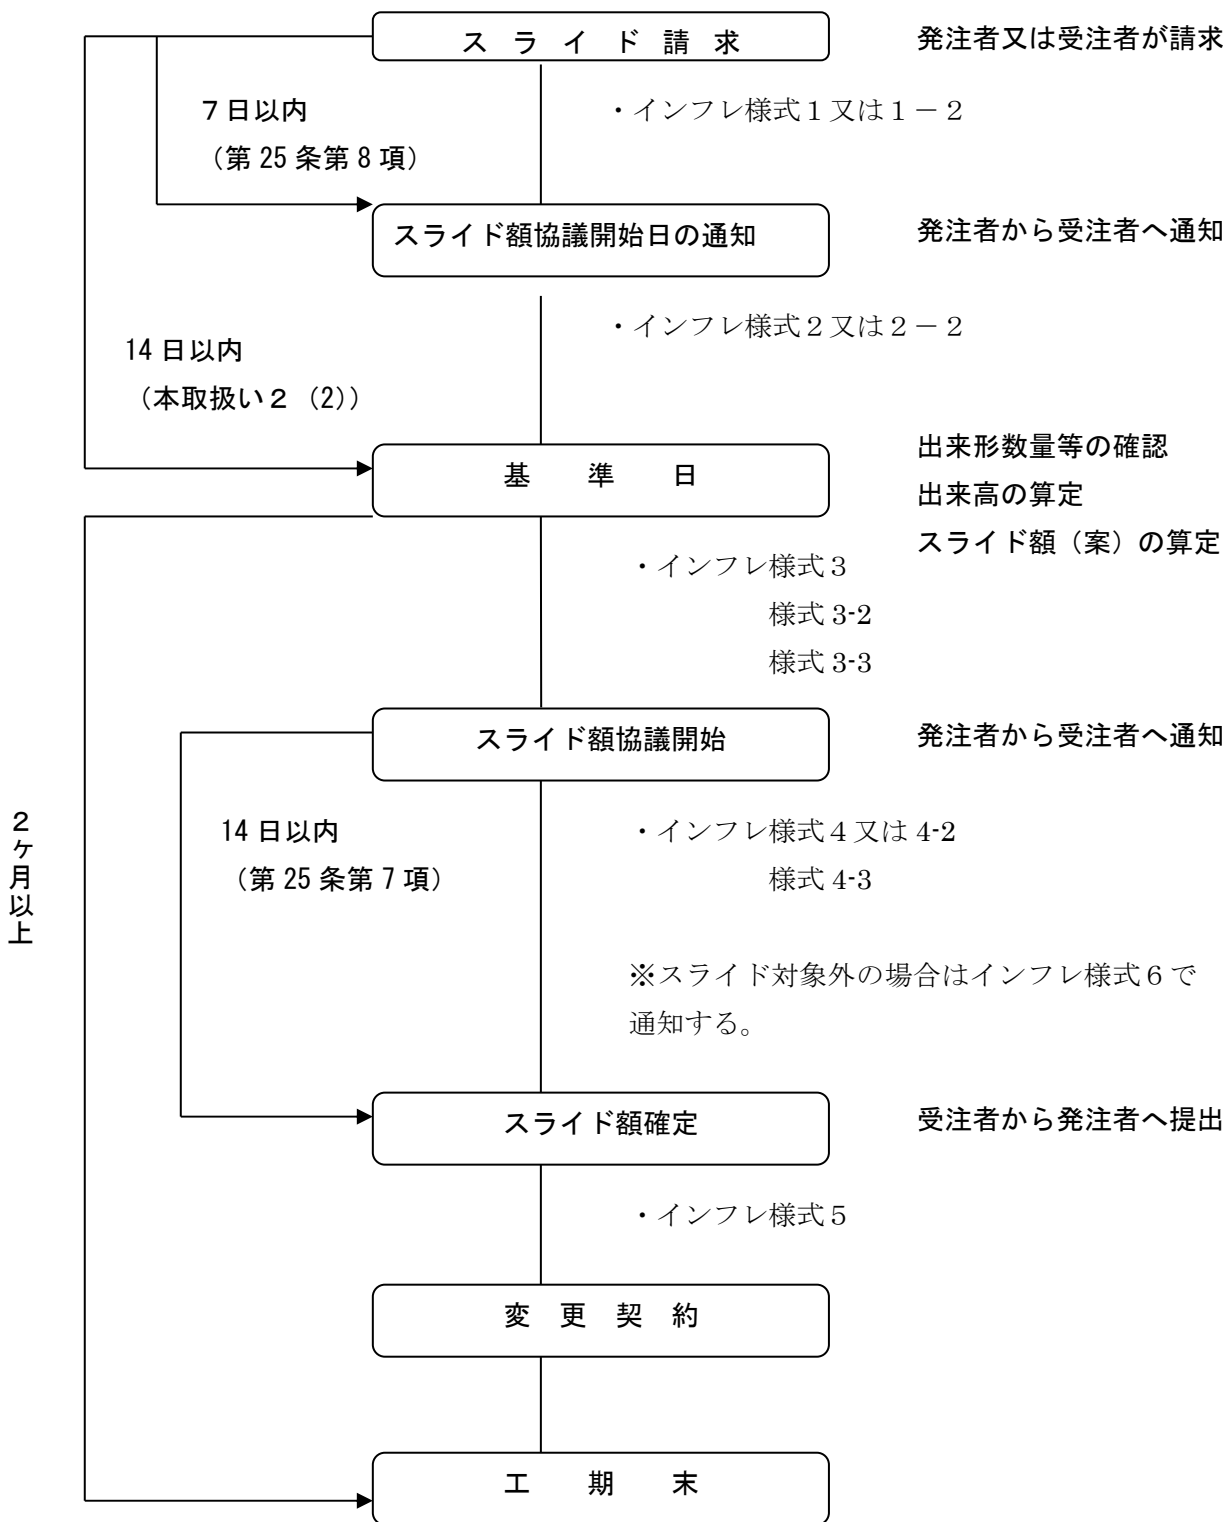 スライド請求
発注者又は受注者が請求
７日以内
（第 25 条第 8 項）
・インフレ様式１又は１－２
スライド額協議開始日の通知
発注者から受注者へ通知
・インフレ様式２又は２－２
14 日以内
（本取扱い２（2））
基準日
出来形数量等の確認
出来高の算定
スライド額（案）の算定
・インフレ様式３
様式 3-2
様式 3-3
スライド額協議開始
発注者から受注者へ通知
２ヶ月以上
14 日以内
（第 25 条第 7 項）
・インフレ様式４又は 4-2
様式 4-3
※スライド対象外の場合はインフレ様式６で
通知する。
スライド額確定
受注者から発注者へ提出
・インフレ様式５
変更契約
工期末